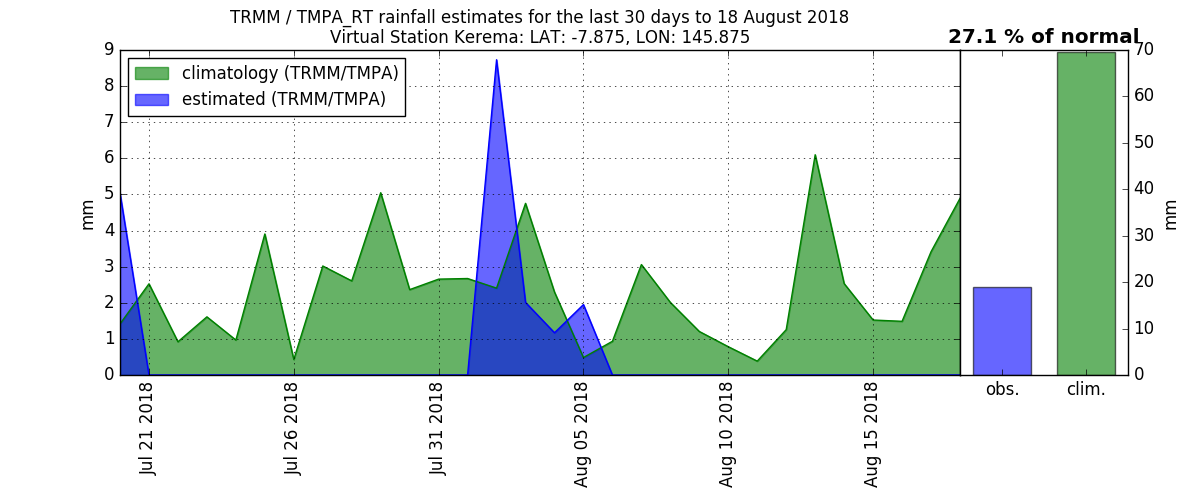 TRMM / TMPA_RT rainfall estimates for the last 30 days to 18 August 2018
Virtual Station Kerema: LAT: -7.875, LON: 145.875
27.1 % of normal
climatology (TRMM/TMPA)
estimated (TRMM/TMPA)
9
8
7
6
5
4
3
2
1
0
mm
Jul 21 2018
Jul 26 2018
Jul 31 2018
Aug 05 2018
Aug 10 2018
Aug 15 2018
obs.
clim.
70
60
50
40
30
20
10
0
mm